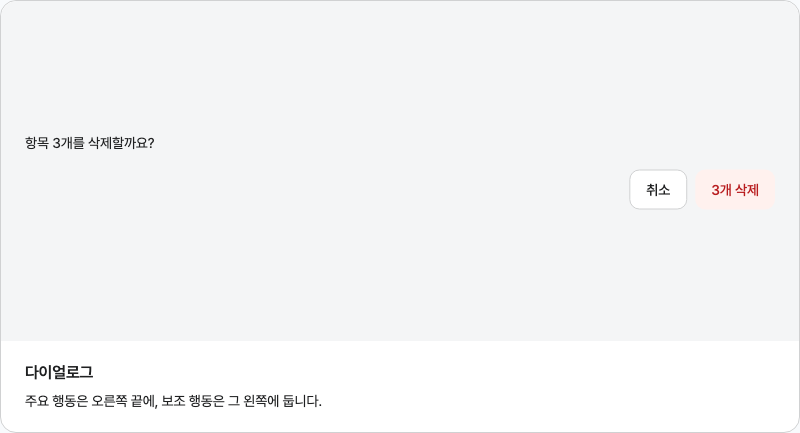 항목 3개를 삭제할까요?
취소
3개 삭제
다이얼로그
주요 행동은 오른쪽 끝에, 보조 행동은 그 왼쪽에 둡니다.